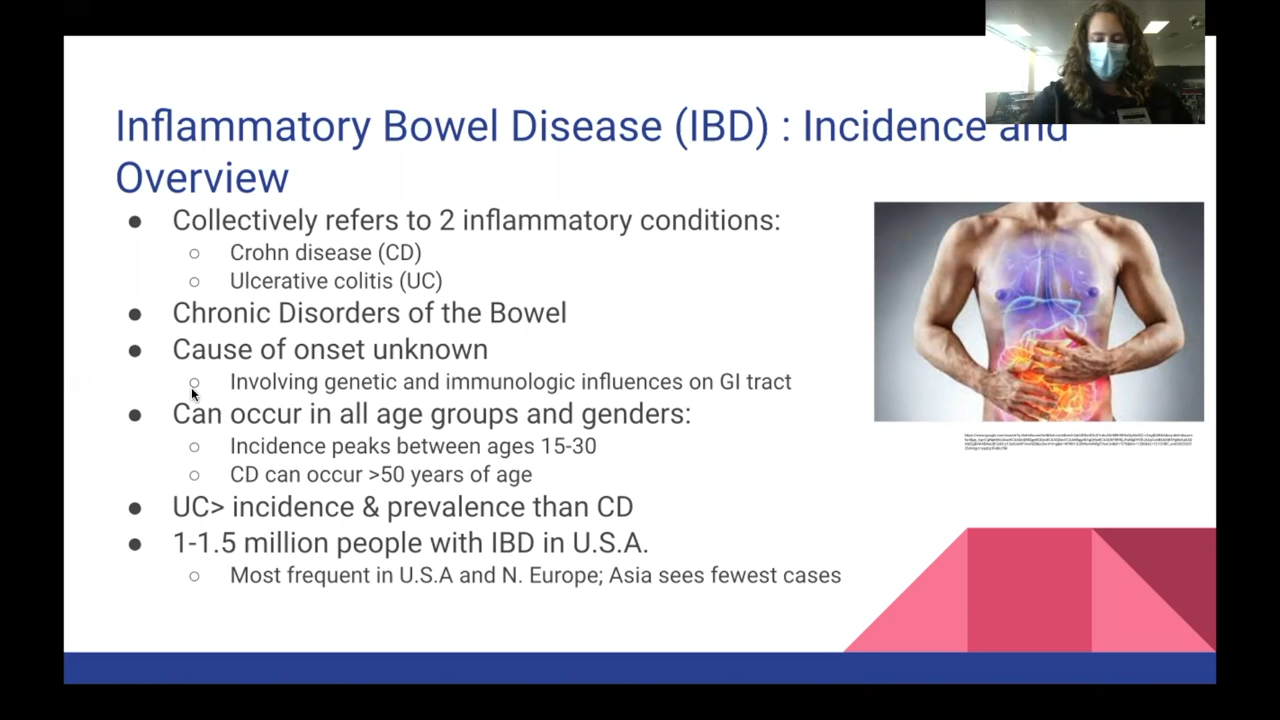 Inflammatory Bowel Disease (IBD) : Incidence and
Overview
● Collectively refers to 2 inflammatory conditions:
○ Crohn disease (CD)
○ Ulcerative colitis (UC)
● Chronic Disorders of the Bowel
● Cause of onset unknown
○ Involving genetic and immunologic influences on GI tract
● Can occur in all age groups and genders:
○ Incidence peaks between ages 15-30
○ CD can occur >50 years of age
● UC> incidence & prevalence than CD
● 1-1.5 million people with IBD in U.S.A.
○ Most frequent in U.S.A and N. Europe; Asia sees fewest cases